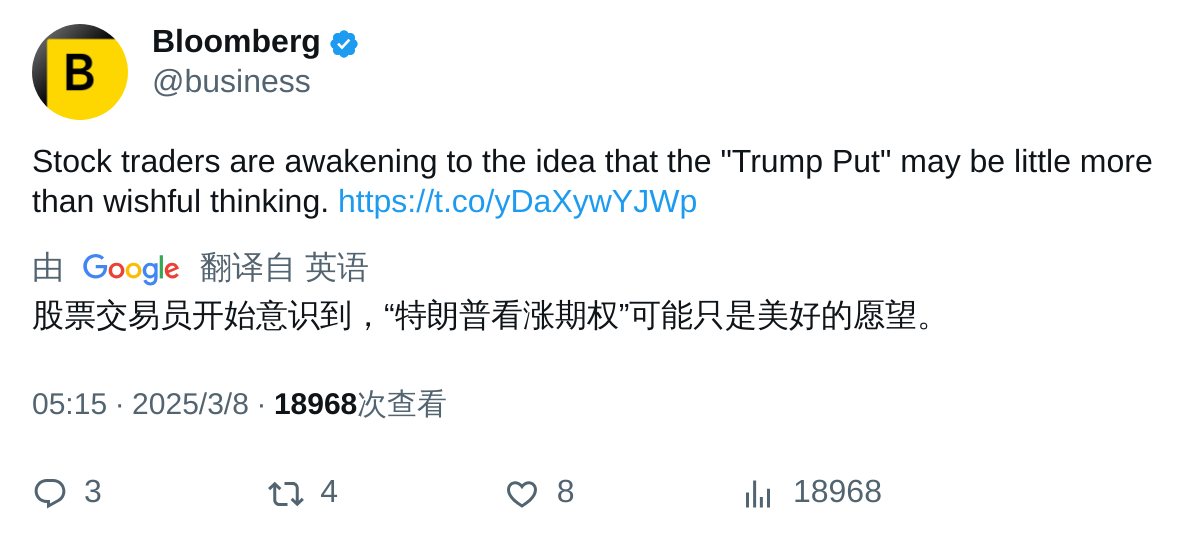 B
Bloomberg
@business
Stock traders are awakening to the idea that the "Trump Put" may be little more
than wishful thinking. https://t.co/yDaXywYJWp
由 Google 翻译自 英语
股票交易员开始意识到，“特朗普看涨期权”可能只是美好的愿望。
05:15 · 2025/3/8 · 18968次查看
3 4 8 18968